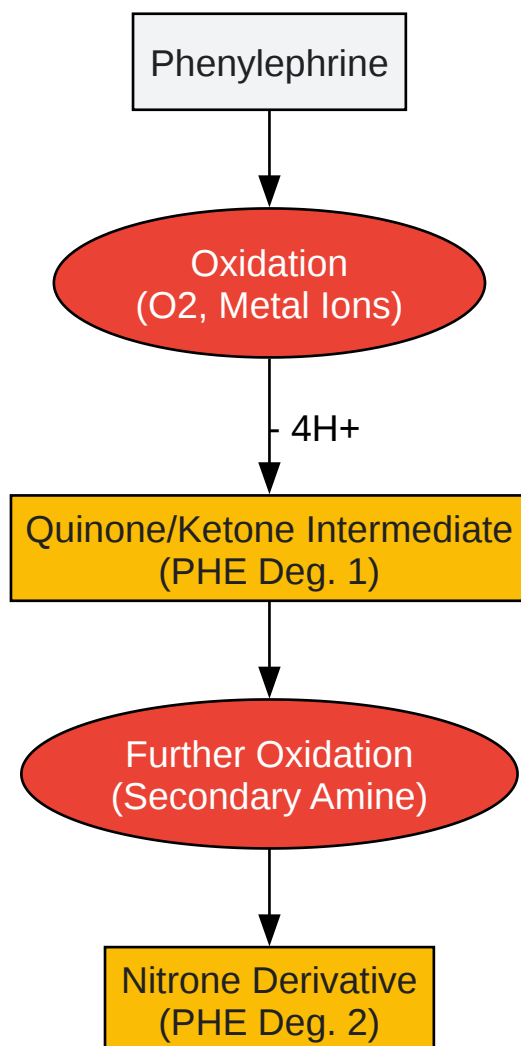 Phenylephrine
Oxidation
(O2, Metal Ions)
- 4H+
Quinone/Ketone Intermediate
(PHE Deg. 1)
Further Oxidation
(Secondary Amine)
Nitrone Derivative
(PHE Deg. 2)